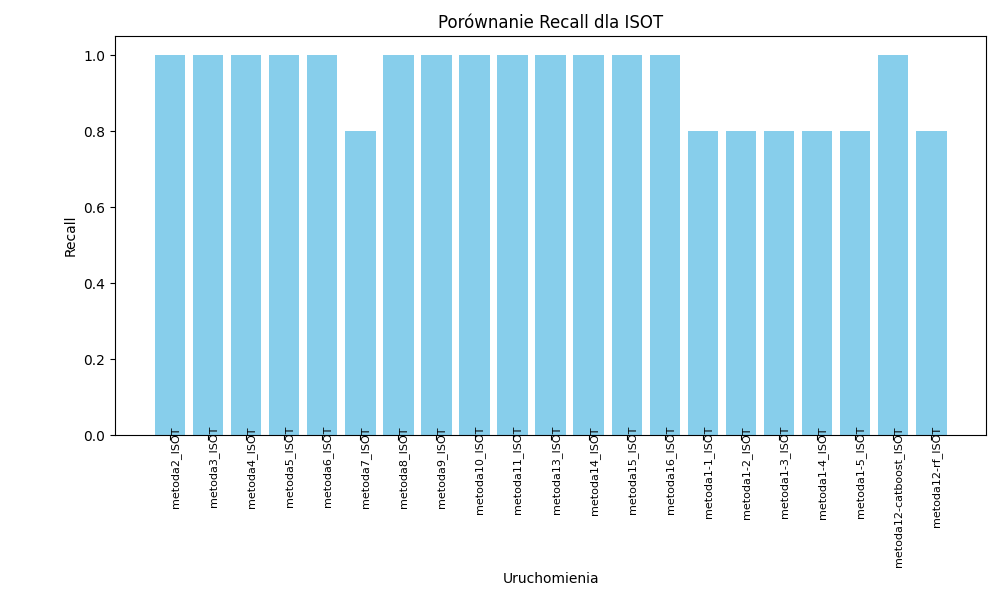 Porównanie Recall dla ISOT
Recall
1.0
0.8
0.6
0.4
0.2
0.0
metoda2_ISOT
metoda3_ISOT
metoda4_ISOT
metoda5_ISOT
metoda6_ISOT
metoda7_ISOT
metoda8_ISOT
metoda9_ISOT
metoda10_ISOT
metoda11_ISOT
metoda13_ISOT
metoda14_ISOT
metoda15_ISOT
metoda16_ISOT
metoda1-1_ISOT
metoda1-2_ISOT
metoda1-3_ISOT
metoda1-4_ISOT
metoda1-5_ISOT
metoda12-catboost_ISOT
metoda12-rf_ISOT
Uruchomienia